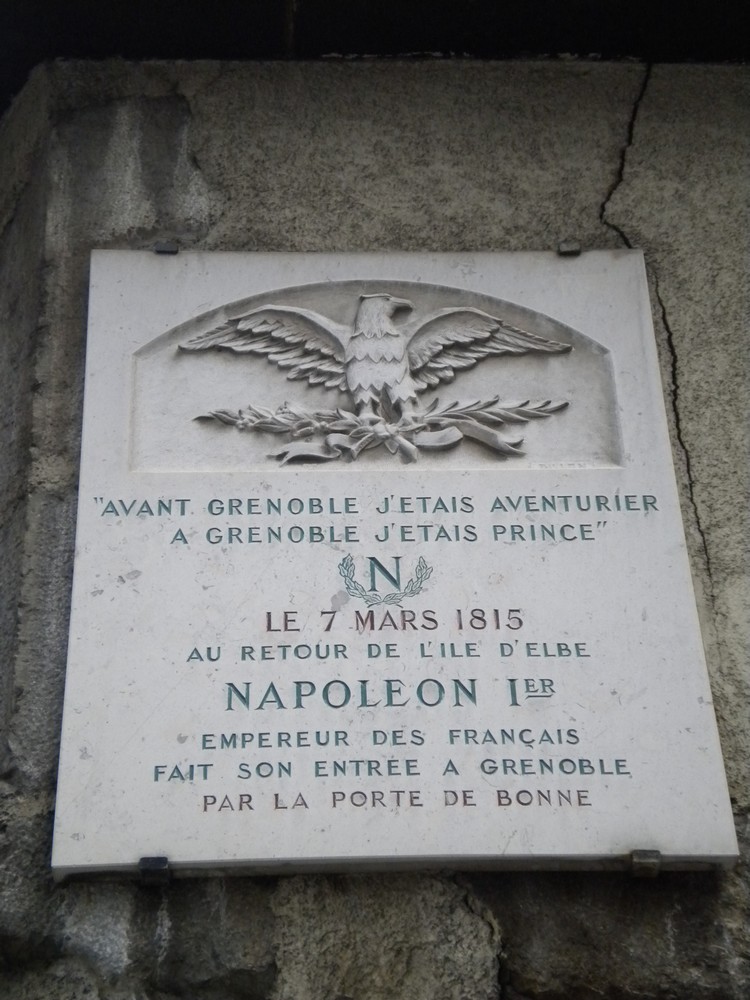 "AVANT GRENOBLE J'ETAIS AVENTURIER
A GRENOBLE J'ETAIS PRINCE"
N
LE 7 MARS 1815
AU RETOUR DE L'ILE D'ELBE
NAPOLEON IER
EMPEREUR DES FRANÇAIS
FAIT SON ENTRÉE A GRENOBLE
PAR LA PORTE DE BONNE